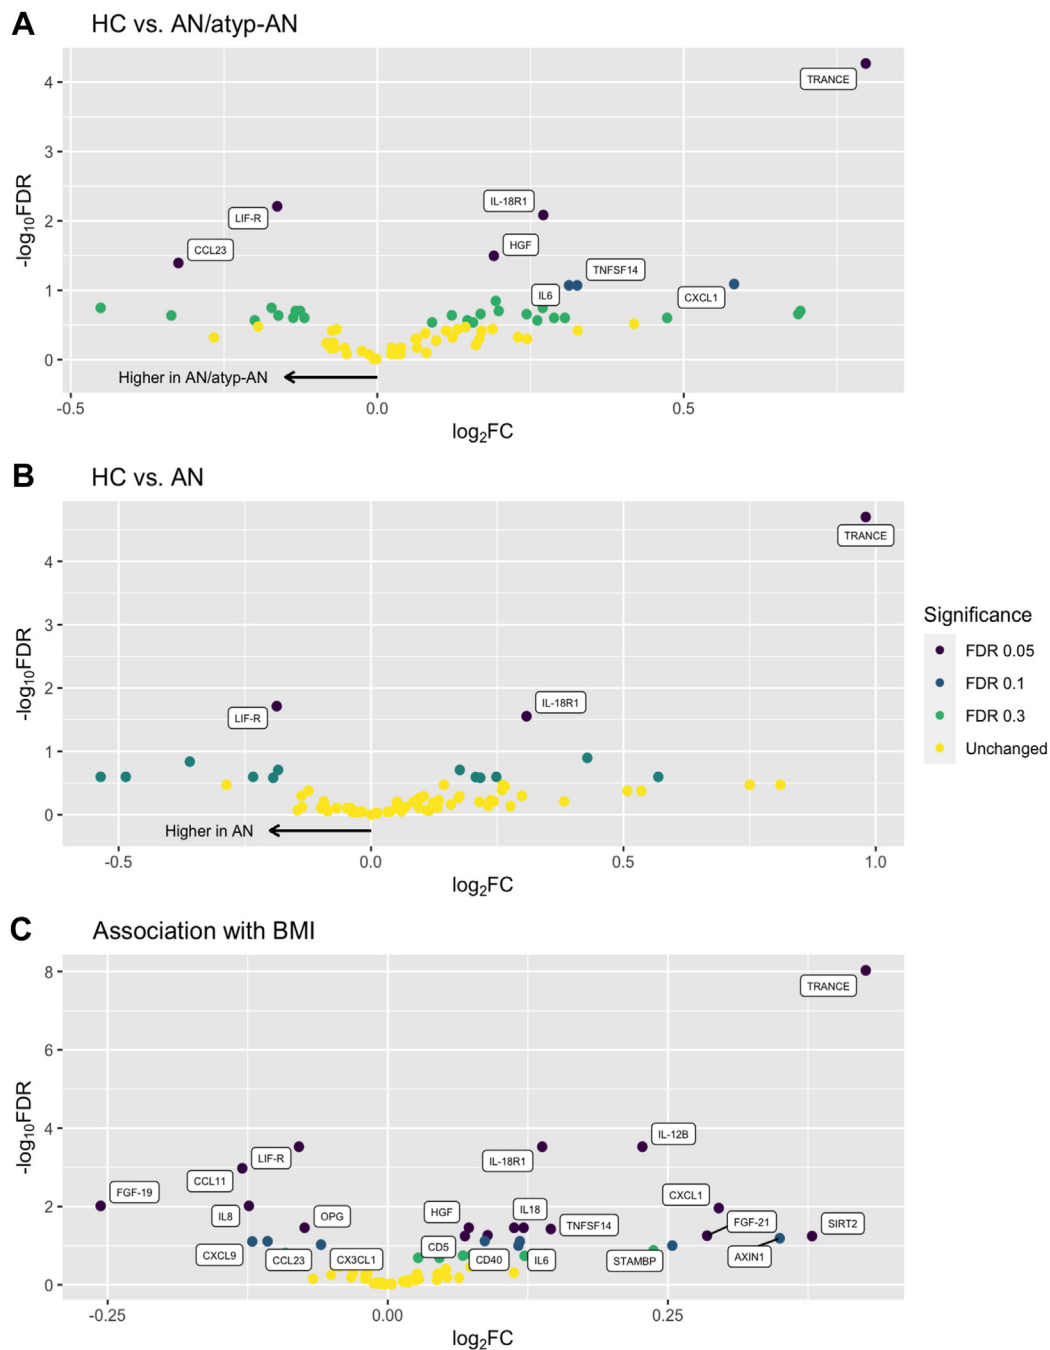 A
HC vs. AN/atyp-AN
-log10FDR
4
3
2
1
0
TRANCE
IL-18R1
LIF-R
HGF
CCL23
TNFSF14
IL6
CXCL1
Higher in AN/atyp-AN
-0.5
0.0
0.5
log2FC
B
HC vs. AN
-log10FDR
4
3
2
1
0
TRANCE
IL-18R1
LIF-R
Higher in AN
-0.5
0.0
0.5
1.0
log2FC
Significance
FDR 0.05
FDR 0.1
FDR 0.3
Unchanged
C
Association with BMI
-log10FDR
8
6
4
2
0
TRANCE
IL-12B
LIF-R
IL-18R1
CCL11
FGF-19
CXCL1
IL8
OPG
HGF
IL18
TNFSF14
FGF-21
SIRT2
CXCL9
CCL23
CX3CL1
CD5
CD40
IL6
STAMBP
AXIN1
-0.25
0.00
0.25
log2FC